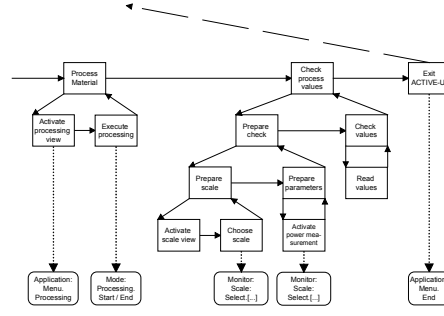 Process
Material
Check
process
values
Exit
ACTIVE-U
Activate
processing
view
Execute
processing
Prepare
check
Check
values
Prepare
scale
Prepare
parameters
Read
values
Activate
scale view
Choose
scale
Activate
power mea-
surement
Application:
Menu.
Processing
Mode:
Processing.
Start / End
Monitor:
Scale:
Select.[...]
Monitor:
Scale:
Select.[...]
Application
Menu.
End